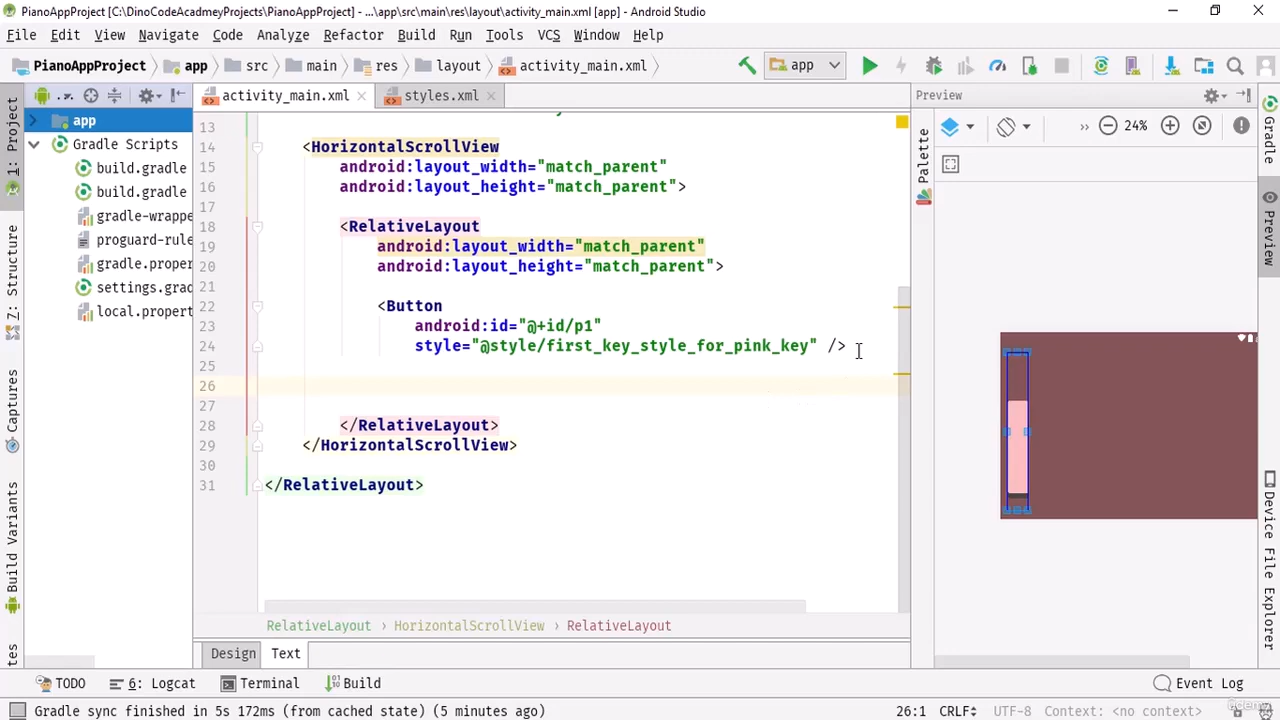 PianoAppProject [C:\DinoCodeAcadmeyProjects\PianoAppProject] - ...\app\src\main\res\layout\activity_main.xml [app] - Android Studio
File Edit View Navigate Code Analyze Refactor Build Run Tools VCS Window Help
PianoAppProject app src main res layout activity_main.xml app
activity_main.xml styles.xml Preview
1: Project
7: Structure
Captures
Build Variants
app
Gradle Scripts
build.gradle
build.gradle
gradle-wrappe
proguard-rule
gradle.proper
settings.grad
local.propert
13
14 <HorizontalScrollView
15 android:layout_width="match_parent"
16 android:layout_height="match_parent">
17
18 <RelativeLayout
19 android:layout_width="match_parent"
20 android:layout_height="match_parent">
21
22 <Button
23 android:id="@+id/p1"
24 style="@style/first_key_style_for_pink_key" />
25
26
27
28 </RelativeLayout>
29 </HorizontalScrollView>
30
31 </RelativeLayout>
RelativeLayout › HorizontalScrollView › RelativeLayout
Design Text
Palette
24%
Gradle
Preview
Device File Explorer
TODO 6: Logcat Terminal Build Event Log
Gradle sync finished in 5s 172ms (from cached state) (5 minutes ago) 26:1 CRLF UTF-8 Context: <no context>